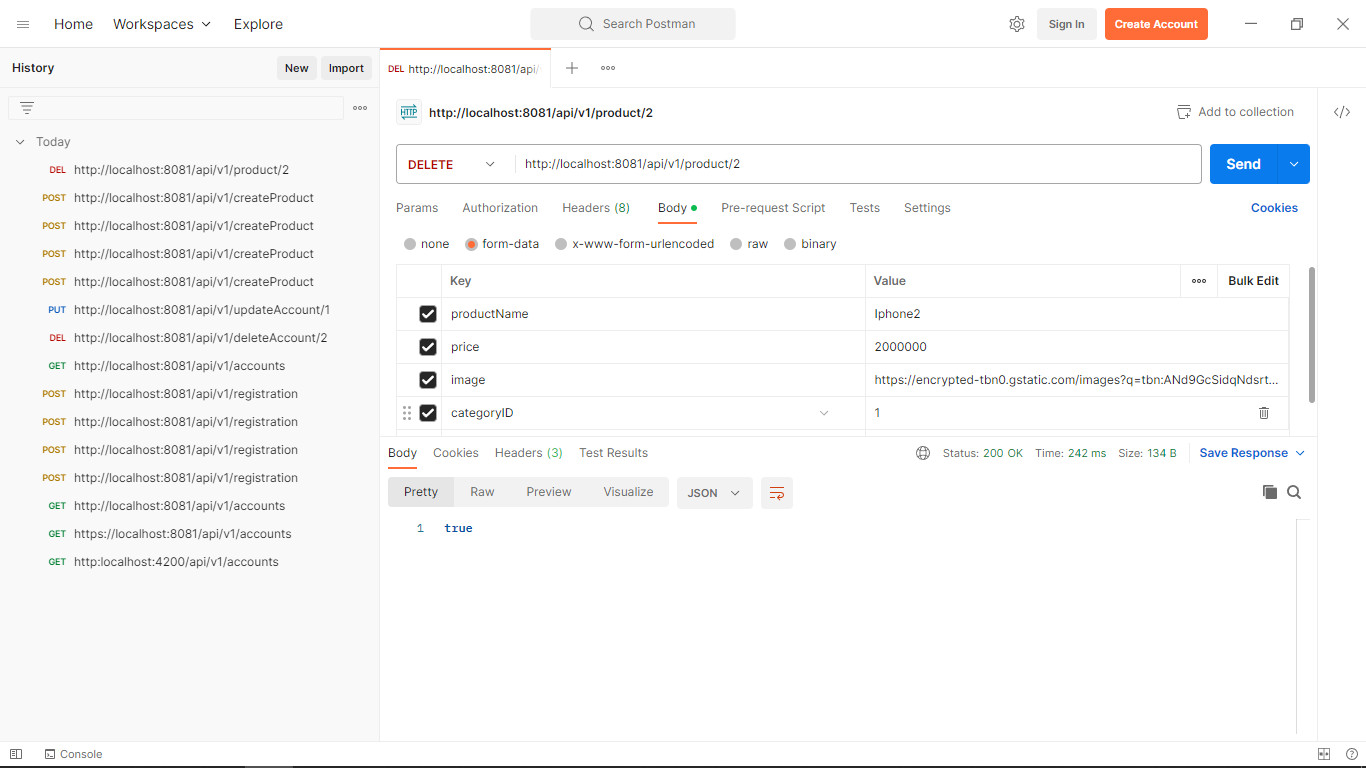 Home Workspaces Explore Search Postman Sign In Create Account
History New Import
DEL http://localhost:8081/api/
HTTP http://localhost:8081/api/v1/product/2 Add to collection
Today
DEL http://localhost:8081/api/v1/product/2
POST http://localhost:8081/api/v1/createProduct
POST http://localhost:8081/api/v1/createProduct
POST http://localhost:8081/api/v1/createProduct
POST http://localhost:8081/api/v1/createProduct
PUT http://localhost:8081/api/v1/updateAccount/1
DEL http://localhost:8081/api/v1/deleteAccount/2
GET http://localhost:8081/api/v1/accounts
POST http://localhost:8081/api/v1/registration
POST http://localhost:8081/api/v1/registration
POST http://localhost:8081/api/v1/registration
POST http://localhost:8081/api/v1/registration
GET http://localhost:8081/api/v1/accounts
GET https://localhost:8081/api/v1/accounts
GET http:localhost:4200/api/v1/accounts
DELETE http://localhost:8081/api/v1/product/2 Send
Params Authorization Headers (8) Body Pre-request Script Tests Settings Cookies
none form-data x-www-form-urlencoded raw binary
Key Value Bulk Edit
productName Iphone2
price 2000000
image https://encrypted-tbn0.gstatic.com/images?q=tbn:ANd9GcSidqNdsrt...
categoryID 1
Body Cookies Headers (3) Test Results Status: 200 OK Time: 242 ms Size: 134 B Save Response
Pretty Raw Preview Visualize JSON
1 true
Console